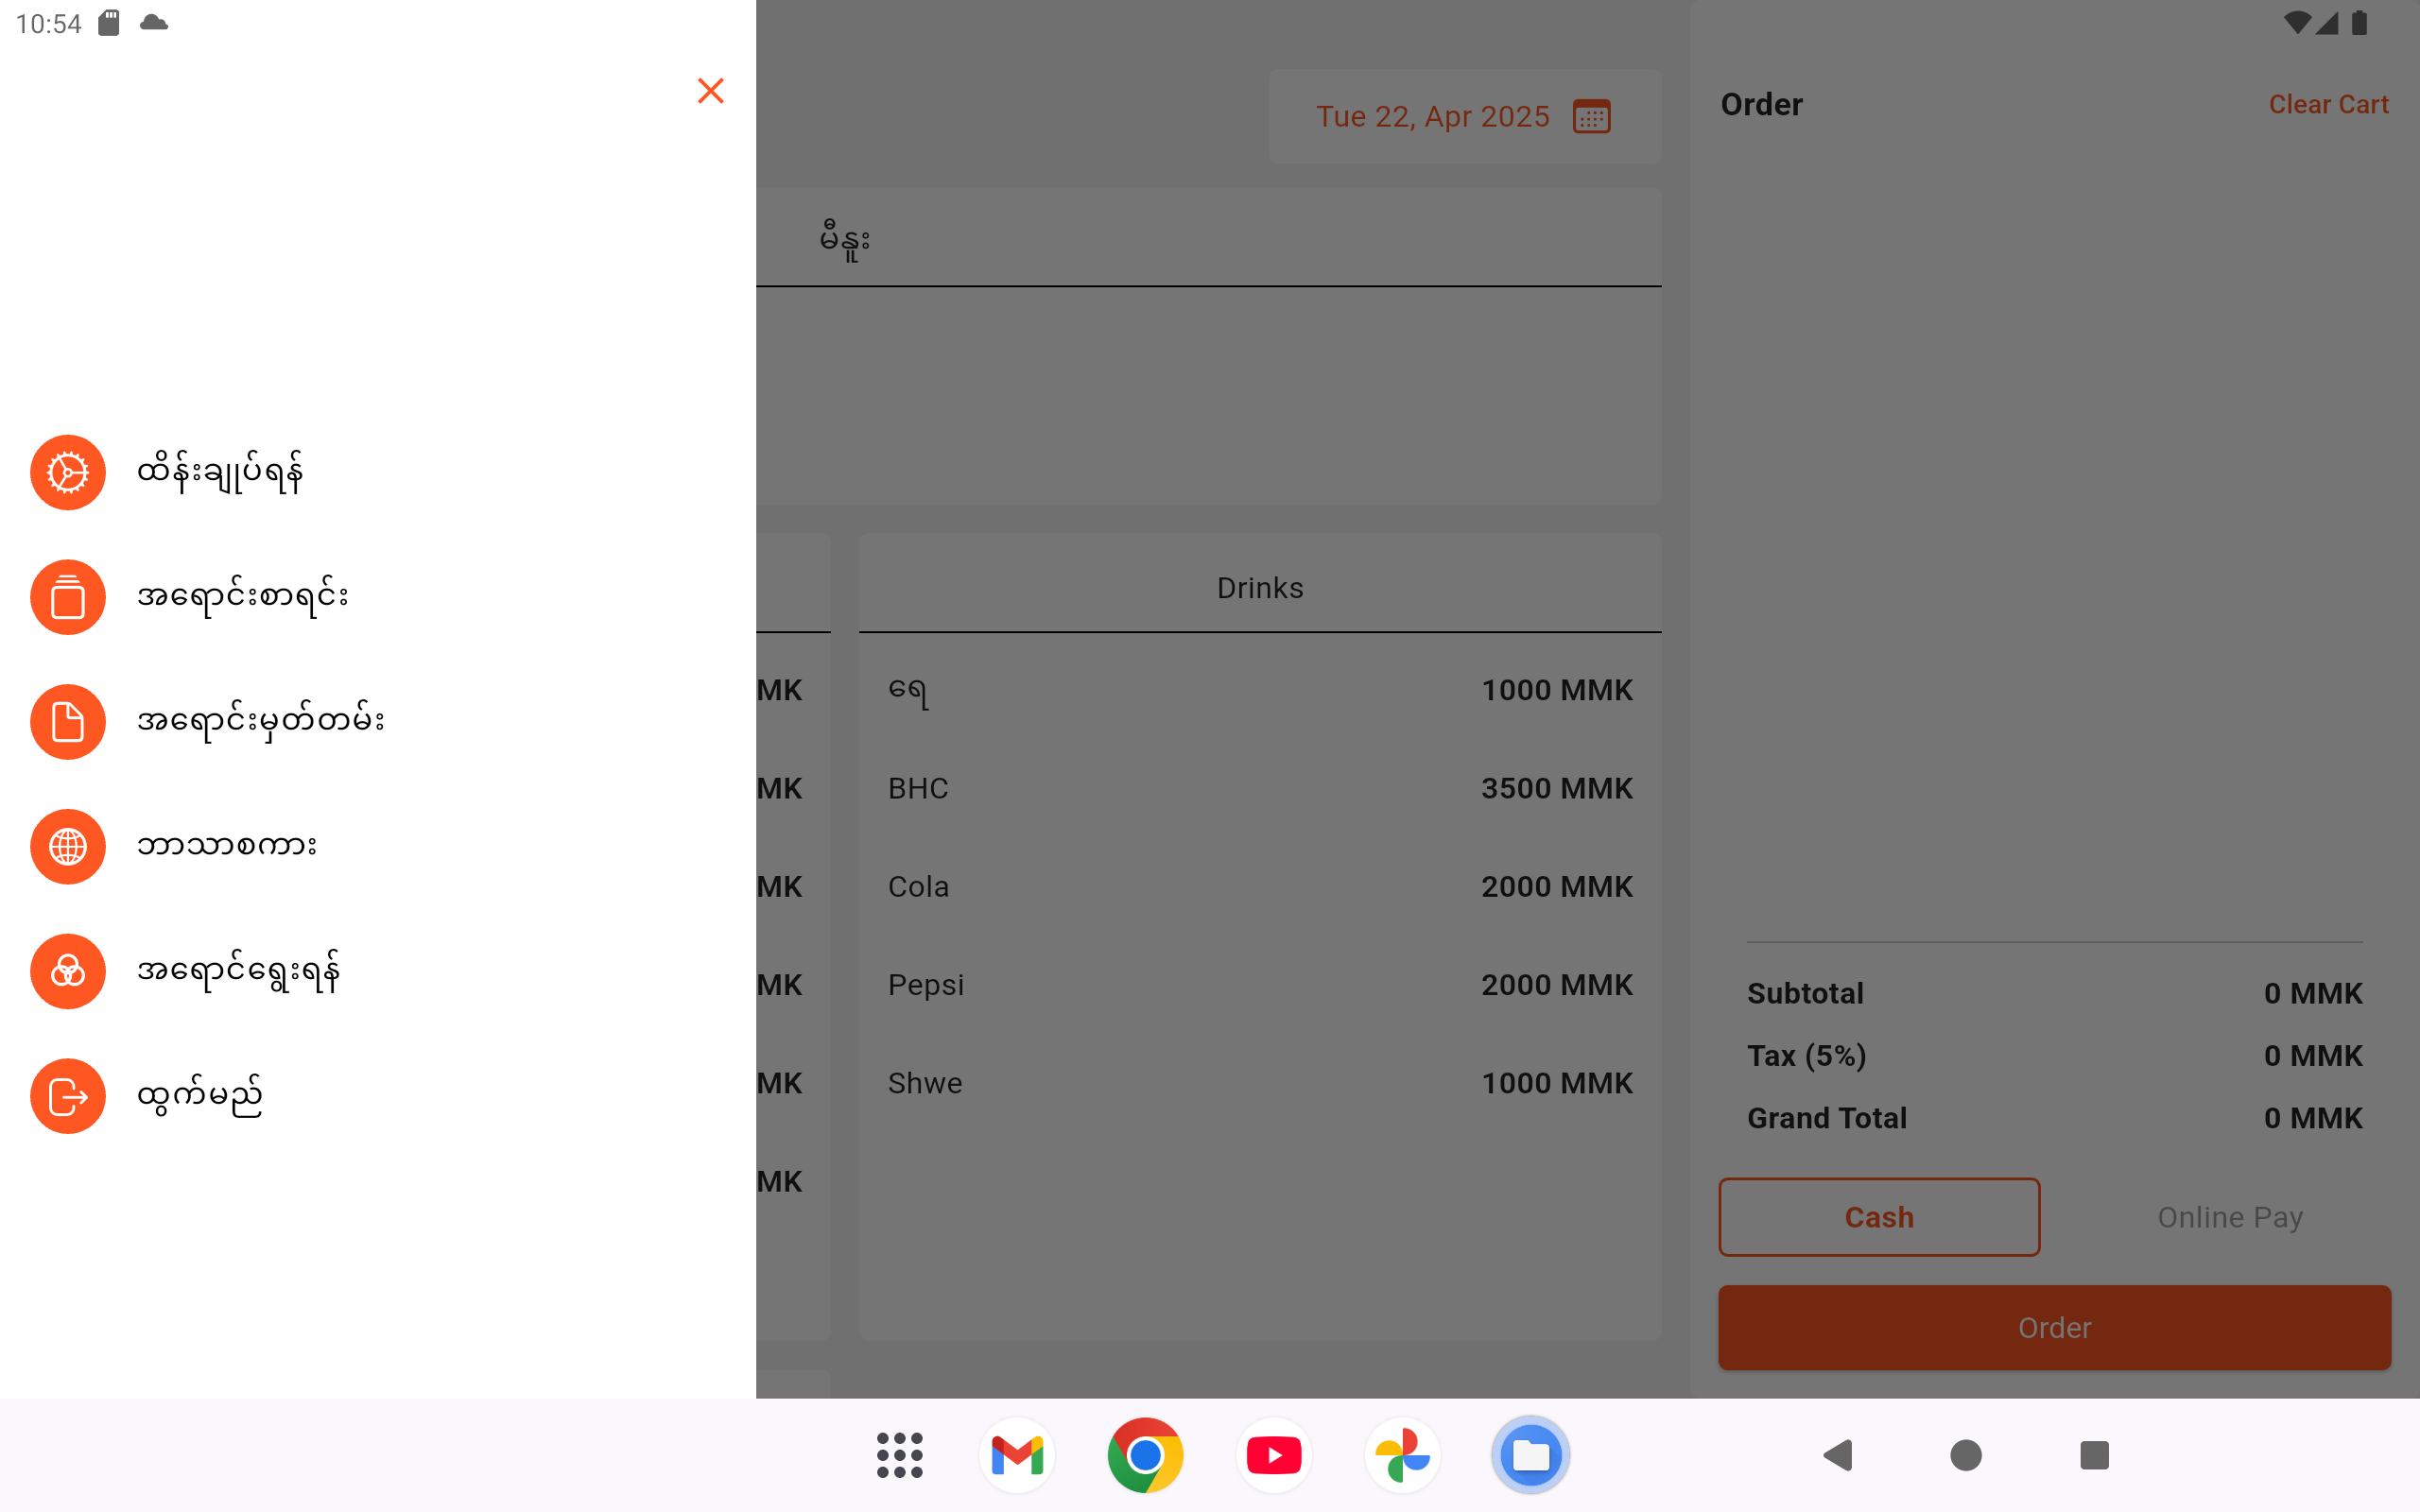 10:54
ထိန်းချုပ်ရန်
အရောင်းစာရင်း
အရောင်းမှတ်တမ်း
ဘာသာစကား
အရောင်ရွေးရန်
ထွက်မည်
Tue 22, Apr 2025
မီနူး
MK
MK
MK
MK
MK
MK
Drinks
ရေ 1000 MMK
BHC 3500 MMK
Cola 2000 MMK
Pepsi 2000 MMK
Shwe 1000 MMK
Order Clear Cart
Subtotal 0 MMK
Tax (5%) 0 MMK
Grand Total 0 MMK
Cash Online Pay
Order